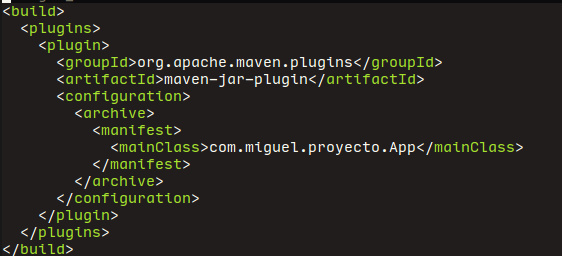 <build>
  <plugins>
    <plugin>
      <groupId>org.apache.maven.plugins</groupId>
      <artifactId>maven-jar-plugin</artifactId>
      <configuration>
        <archive>
          <manifest>
            <mainClass>com.miguel.proyecto.App</mainClass>
          </manifest>
        </archive>
      </configuration>
    </plugin>
  </plugins>
</build>